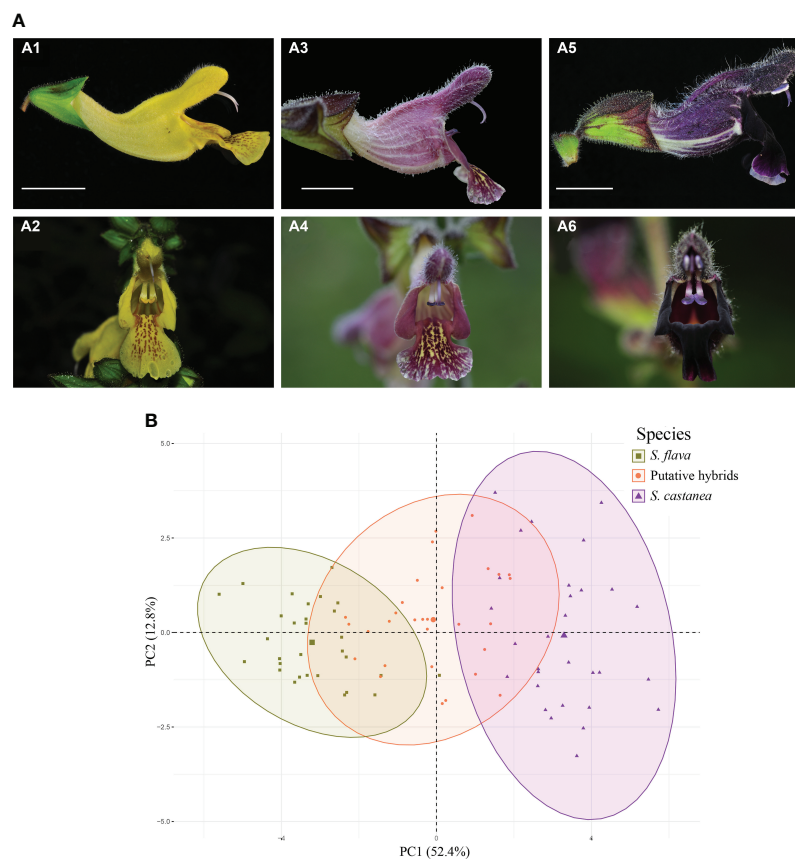 A
A1
A3
A5
A2
A4
A6
B
Species
S. flava
Putative hybrids
S. castanea
5.0
2.5
0.0
-2.5
-5.0
PC2 (12.8%)
-4
0
4
PC1 (52.4%)